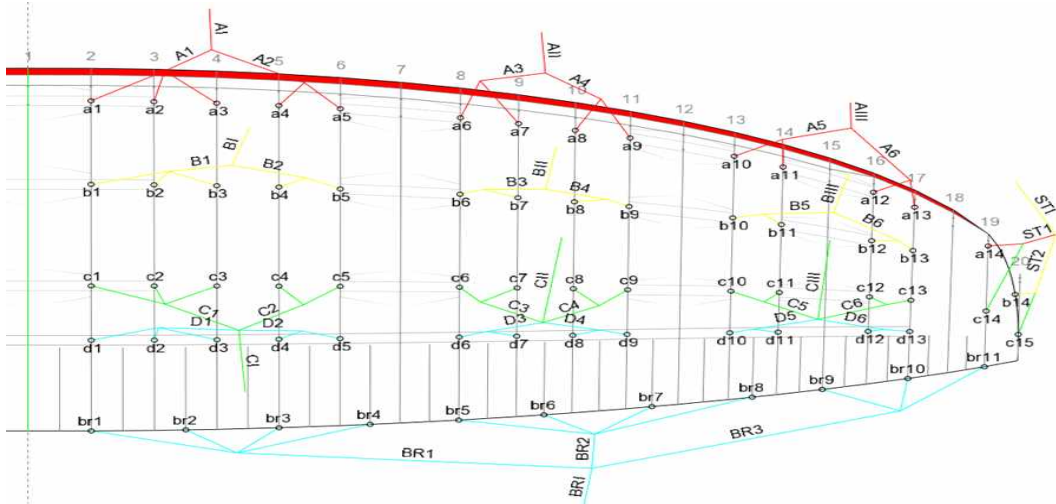 AI
AII
AIII
1 2 3 4 5 6 7 8 9 10 11 12 13 14 15 16 17 18 19 20
A1 A2 A3 A4 A5 A6
a1 a2 a3 a4 a5 a6 a7 a8 a9 a10 a11 a12 a13 a14
BI BII BIII
B1 B2 B3 B4 B5 B6
b1 b2 b3 b4 b5 b6 b7 b8 b9 b10 b11 b12 b13 b14
STI
ST1
ST2
c1 c2 c3 c4 c5 c6 c7 c8 c9 c10 c11 c12 c13 c14 c15
C1 C2 C3 C4 C5 C6
CI CII CIII
D1 D2 D3 D4 D5 D6
d1 d2 d3 d4 d5 d6 d7 d8 d9 d10 d11 d12 d13
br1 br2 br3 br4 br5 br6 br7 br8 br9 br10 br11
BR1 BR2 BR3
BRI